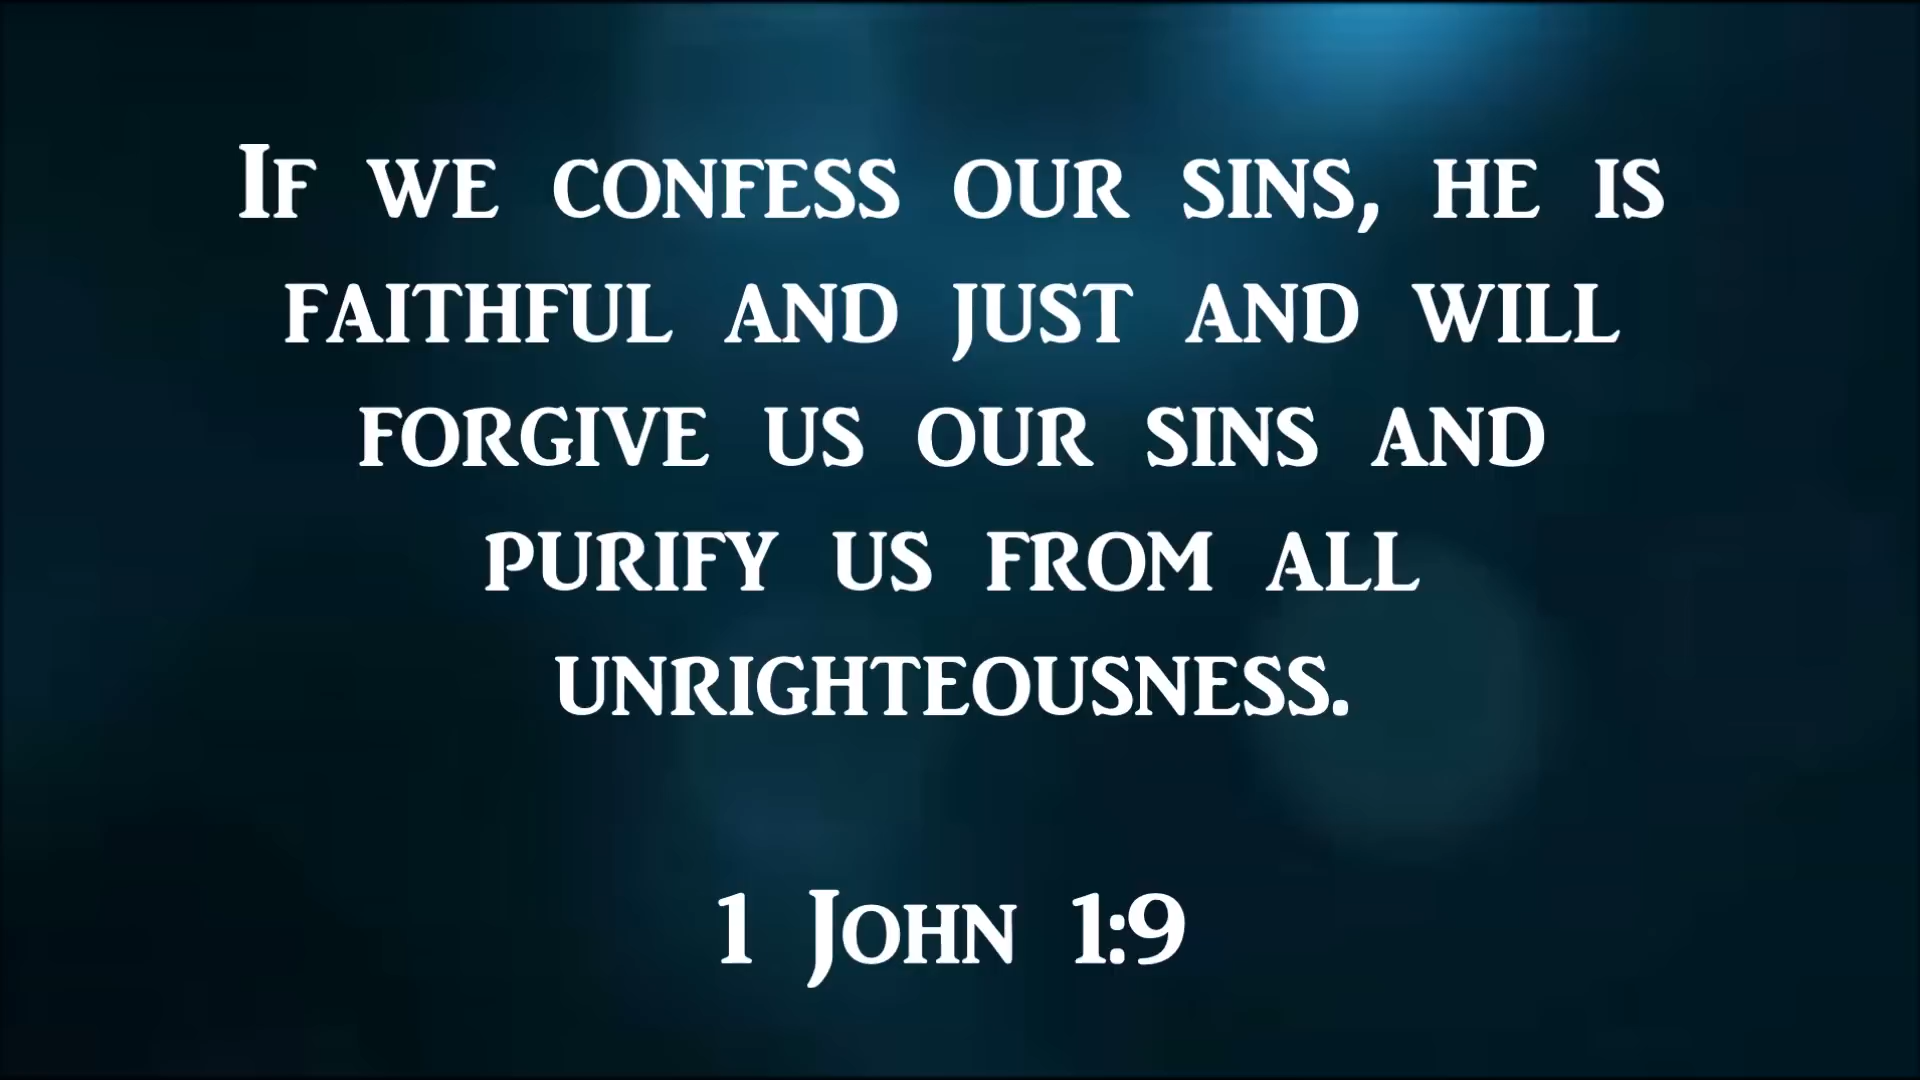 If we confess our sins, he is
faithful and just and will
forgive us our sins and
purify us from all
unrighteousness.
1 John 1:9